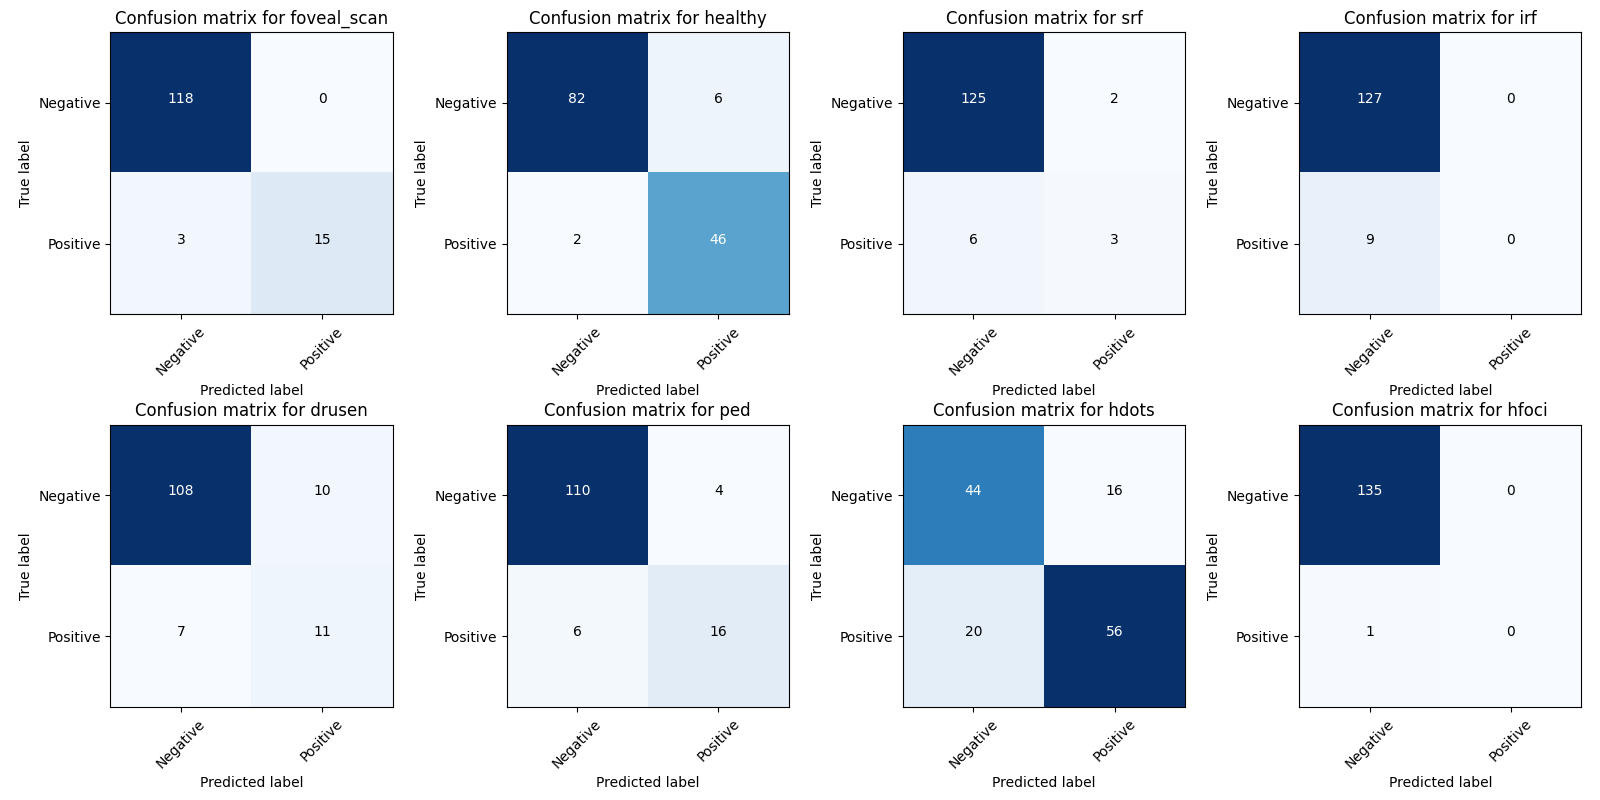 Confusion matrix for foveal_scan
True label
Negative
118
0
Positive
3
15
Negative
Positive
Predicted label
Confusion matrix for healthy
True label
Negative
82
6
Positive
2
46
Negative
Positive
Predicted label
Confusion matrix for srf
True label
Negative
125
2
Positive
6
3
Negative
Positive
Predicted label
Confusion matrix for irf
True label
Negative
127
0
Positive
9
0
Negative
Positive
Predicted label
Confusion matrix for drusen
True label
Negative
108
10
Positive
7
11
Negative
Positive
Predicted label
Confusion matrix for ped
True label
Negative
110
4
Positive
6
16
Negative
Positive
Predicted label
Confusion matrix for hdots
True label
Negative
44
16
Positive
20
56
Negative
Positive
Predicted label
Confusion matrix for hfoci
True label
Negative
135
0
Positive
1
0
Negative
Positive
Predicted label